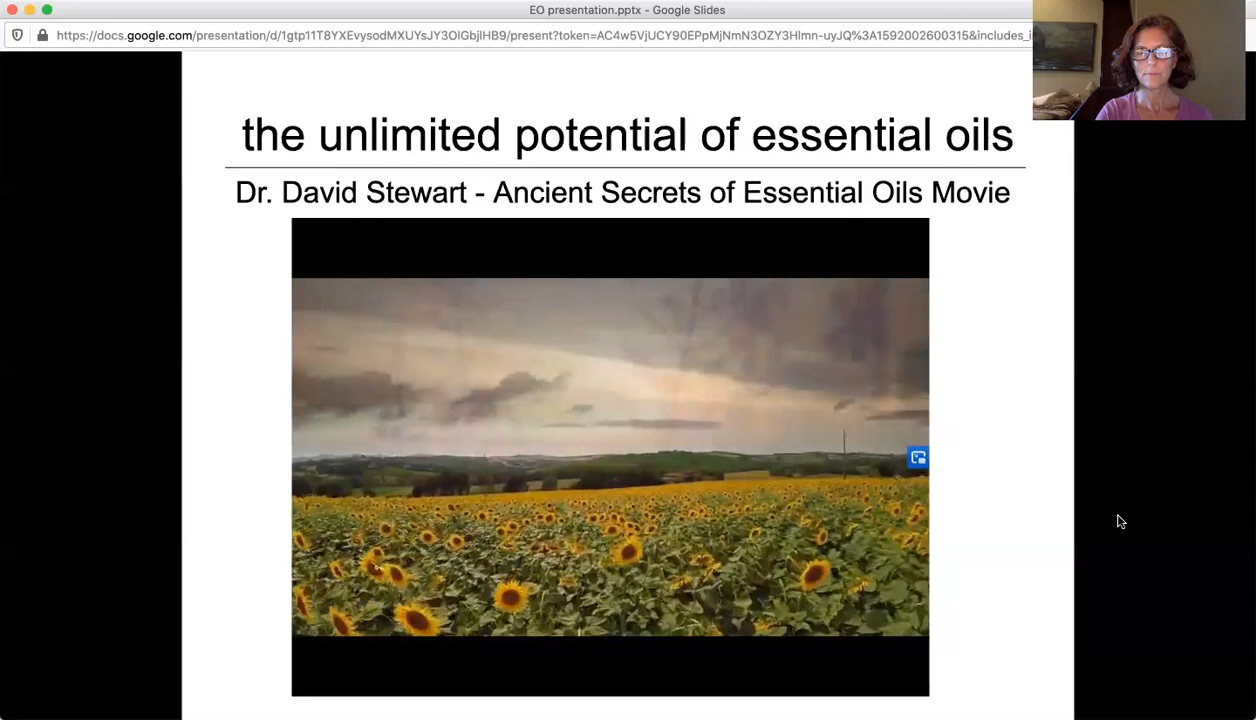 EO presentation.pptx - Google Slides
https://docs.google.com/presentation/d/1gtp11T8YXEvysodMXUYsJY3OlGbjlHB9/present?token=AC4w5VjUCY90EPpMjNmN3OZY3Hlmn-uyJQ%3A1592002600315&includes_i
the unlimited potential of essential oils
Dr. David Stewart - Ancient Secrets of Essential Oils Movie